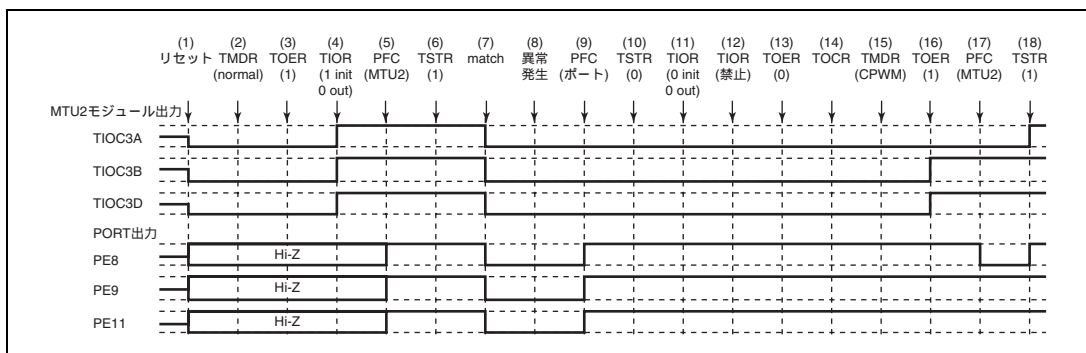 (1) (2) (3) (4) (5) (6) (7) (8) (9) (10) (11) (12) (13) (14) (15) (16) (17) (18)
リセット TMDR TOER TIOR PFC TSTR match 異常 PFC TSTR TIOR TIOR TOER TOCR TMDR TOER PFC TSTR
(normal) (1) (1 init (MTU2) (1) 発生 (ポート) (0) (0 init (禁止) (0) (CPWM) (1) (MTU2) (1)
0 out) 0 out)
MTU2モジュール出力
TIOC3A
TIOC3B
TIOC3D
PORT出力
PE8 Hi-Z
PE9 Hi-Z
PE11 Hi-Z